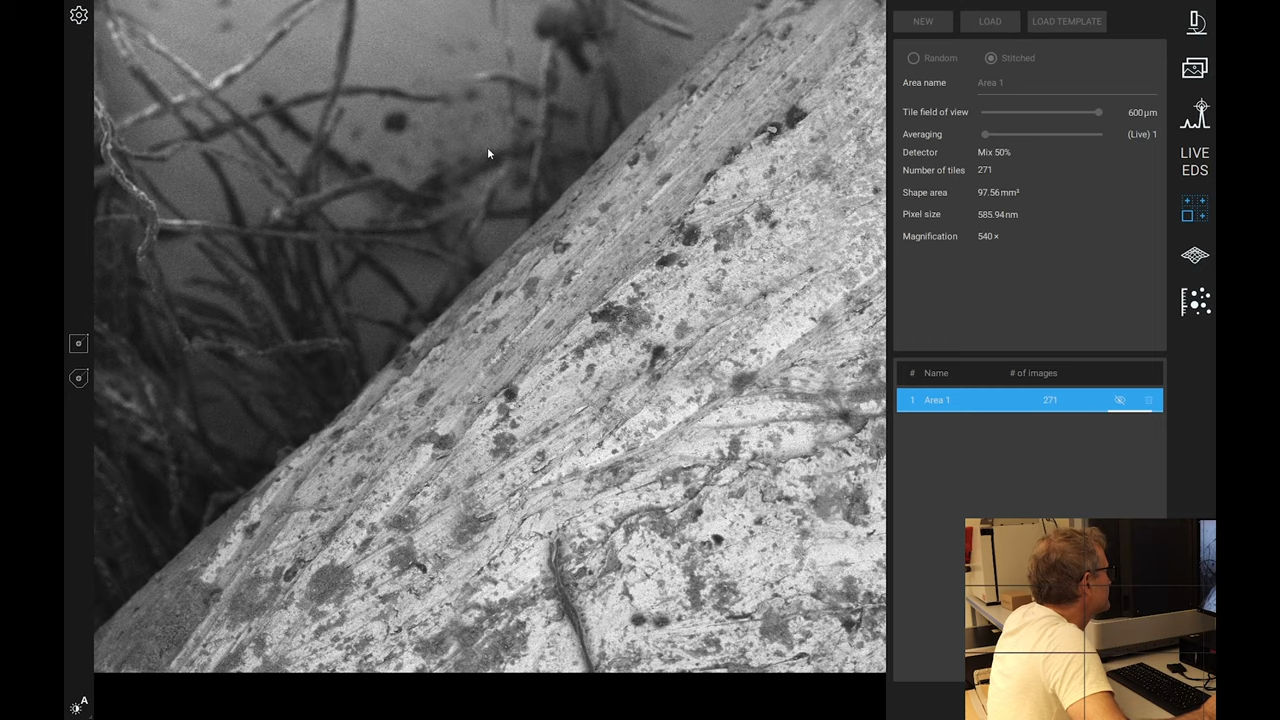 NEW LOAD LOAD TEMPLATE
Random Stitched
Area name Area 1
Tile field of view 600 µm
Averaging (Live) 1
Detector Mix 50%
Number of tiles 271
Shape area 97.56 mm²
Pixel size 585.94 nm
Magnification 540 ×
# Name # of images
1 Area 1 271
LIVE
EDS
A